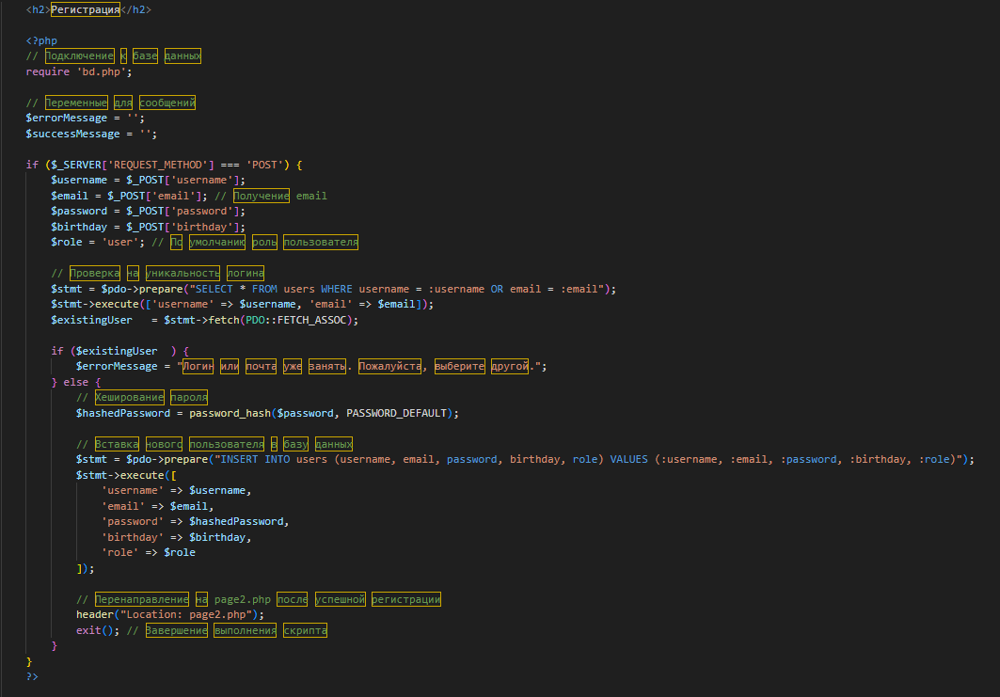 <h2>Регистрация</h2>
<?php
// Подключение к базе данных
require 'bd.php';
// Переменные для сообщений
$errorMessage = '';
$successMessage = '';
if ($_SERVER['REQUEST_METHOD'] === 'POST') {
$username = $_POST['username'];
$email = $_POST['email']; // Получение email
$password = $_POST['password'];
$birthday = $_POST['birthday'];
$role = 'user'; // По умолчанию роль пользователя
// Проверка на уникальность логина
$stmt = $pdo->prepare("SELECT * FROM users WHERE username = :username OR email = :email");
$stmt->execute(['username' => $username, 'email' => $email]);
$existingUser   = $stmt->fetch(PDO::FETCH_ASSOC);
if ($existingUser  ) {
$errorMessage = "Логин или почта уже занять. Пожалуйста, выберите другой.";
} else {
// Хеширование пароля
$hashedPassword = password_hash($password, PASSWORD_DEFAULT);
// Вставка нового пользователя в базу данных
$stmt = $pdo->prepare("INSERT INTO users (username, email, password, birthday, role) VALUES (:username, :email, :password, :birthday, :role)");
$stmt->execute([
'username' => $username,
'email' => $email,
'password' => $hashedPassword,
'birthday' => $birthday,
'role' => $role
]);
// Перенаправление на page2.php после успешной регистрации
header("Location: page2.php");
exit(); // Завершение выполнения скрипта
}
}
?>